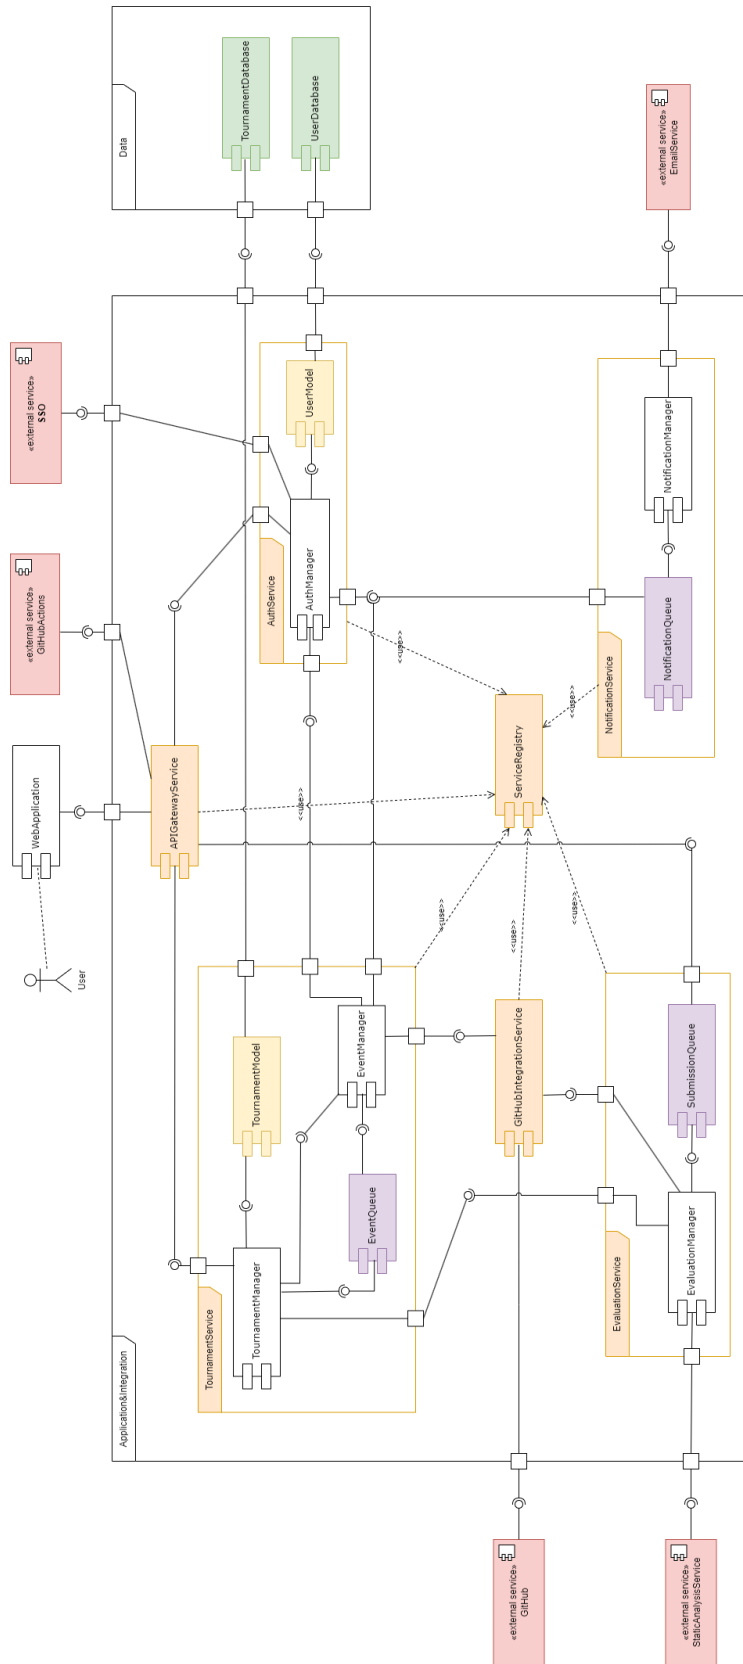 Data
TournamentDatabase
UserDatabase
«external service»
EmailService
«external service»
SSO
«external service»
GitHubActions
WebApplication
User
Application&Integration
APIGatewayService
AuthService
UserModel
AuthManager
NotificationService
NotificationManager
NotificationQueue
ServiceRegistry
<<use>>
<<use>>
<<use>>
<<use>>
<<use>>
<<use>>
TournamentService
TournamentModel
EventManager
EventQueue
TournamentManager
GitHubIntegrationService
EvaluationService
SubmissionQueue
EvaluationManager
«external service»
GitHub
«external service»
StaticAnalysisService